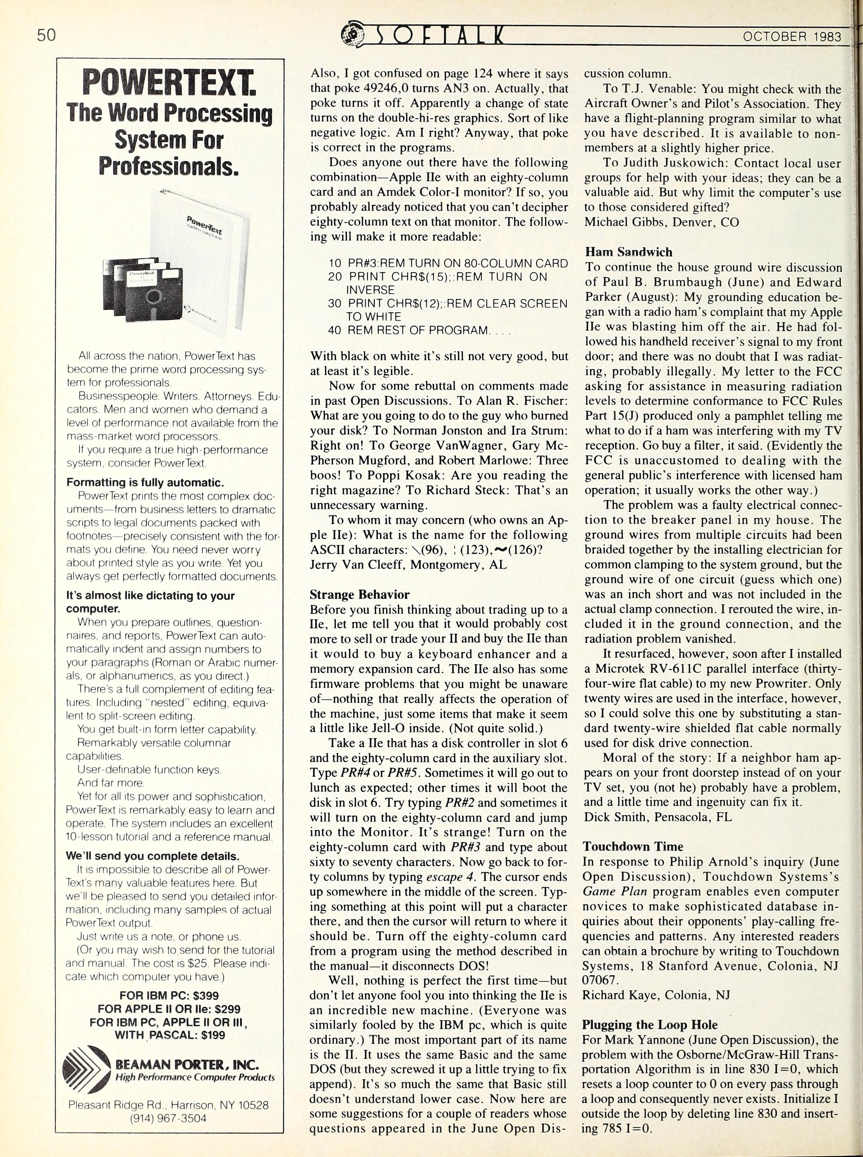 50
SOFTALK
OCTOBER 1983
POWERTEXT.
The Word Processing
System For
Professionals.
PowerText
All across the nation, PowerText has
become the prime word processing sys-
tem for professionals.
Businesspeople. Writers. Attorneys. Edu-
cators. Men and women who demand a
level of performance not available from the
mass-market word processors.
If you require a true high-performance
system, consider PowerText.
Formatting is fully automatic.
PowerText prints the most complex doc-
uments—from business letters to dramatic
scripts to legal documents packed with
footnotes—precisely consistent with the for-
mats you define. You need never worry
about printed style as you write. Yet you
always get perfectly formatted documents.
It's almost like dictating to your
computer.
When you prepare outlines, question-
naires, and reports, PowerText can auto-
matically indent and assign numbers to
your paragraphs (Roman or Arabic numer-
als, or alphanumerics, as you direct.)
There's a full complement of editing fea-
tures. Including "nested" editing, equiva-
lent to split-screen editing.
You get built-in form letter capability.
Remarkably versatile columnar
capabilities.
User-definable function keys.
And far more.
Yet for all its power and sophistication,
PowerText is remarkably easy to learn and
operate. The system includes an excellent
10-lesson tutorial and a reference manual.
We'll send you complete details.
It is impossible to describe all of Power-
Text's many valuable features here. But
we'll be pleased to send you detailed infor-
mation, including many samples of actual
PowerText output.
Just write us a note, or phone us.
(Or you may wish to send for the tutorial
and manual. The cost is $25. Please indi-
cate which computer you have.)
FOR IBM PC: $399
FOR APPLE II OR IIe: $299
FOR IBM PC, APPLE II OR III,
WITH PASCAL: $199
BEAMAN PORTER, INC.
High Performance Computer Products
Pleasant Ridge Rd., Harrison, NY 10528
(914) 967-3504
Also, I got confused on page 124 where it says
that poke 49246,0 turns AN3 on. Actually, that
poke turns it off. Apparently a change of state
turns on the double-hi-res graphics. Sort of like
negative logic. Am I right? Anyway, that poke
is correct in the programs.
Does anyone out there have the following
combination—Apple IIe with an eighty-column
card and an Amdek Color-I monitor? If so, you
probably already noticed that you can't decipher
eighty-column text on that monitor. The follow-
ing will make it more readable:
10 PR#3:REM TURN ON 80-COLUMN CARD
20 PRINT CHR$(15);:REM TURN ON
INVERSE
30 PRINT CHR$(12);:REM CLEAR SCREEN
TO WHITE
40 REM REST OF PROGRAM. . . .
With black on white it's still not very good, but
at least it's legible.
Now for some rebuttal on comments made
in past Open Discussions. To Alan R. Fischer:
What are you going to do to the guy who burned
your disk? To Norman Jonston and Ira Strum:
Right on! To George VanWagner, Gary Mc-
Pherson Mugford, and Robert Marlowe: Three
boos! To Poppi Kosak: Are you reading the
right magazine? To Richard Steck: That's an
unnecessary warning.
To whom it may concern (who owns an Ap-
ple IIe): What is the name for the following
ASCII characters: \(96), ¦ (123),~(126)?
Jerry Van Cleeff, Montgomery, AL
Strange Behavior
Before you finish thinking about trading up to a
IIe, let me tell you that it would probably cost
more to sell or trade your II and buy the IIe than
it would to buy a keyboard enhancer and a
memory expansion card. The IIe also has some
firmware problems that you might be unaware
of—nothing that really affects the operation of
the machine, just some items that make it seem
a little like Jell-O inside. (Not quite solid.)
Take a IIe that has a disk controller in slot 6
and the eighty-column card in the auxiliary slot.
Type PR#4 or PR#5. Sometimes it will go out to
lunch as expected; other times it will boot the
disk in slot 6. Try typing PR#2 and sometimes it
will turn on the eighty-column card and jump
into the Monitor. It's strange! Turn on the
eighty-column card with PR#3 and type about
sixty to seventy characters. Now go back to for-
ty columns by typing escape 4. The cursor ends
up somewhere in the middle of the screen. Typ-
ing something at this point will put a character
there, and then the cursor will return to where it
should be. Turn off the eighty-column card
from a program using the method described in
the manual—it disconnects DOS!
Well, nothing is perfect the first time—but
don't let anyone fool you into thinking the IIe is
an incredible new machine. (Everyone was
similarly fooled by the IBM pc, which is quite
ordinary.) The most important part of its name
is the II. It uses the same Basic and the same
DOS (but they screwed it up a little trying to fix
append). It's so much the same that Basic still
doesn't understand lower case. Now here are
some suggestions for a couple of readers whose
questions appeared in the June Open Dis-
cussion column.
To T.J. Venable: You might check with the
Aircraft Owner's and Pilot's Association. They
have a flight-planning program similar to what
you have described. It is available to non-
members at a slightly higher price.
To Judith Juskowich: Contact local user
groups for help with your ideas; they can be a
valuable aid. But why limit the computer's use
to those considered gifted?
Michael Gibbs, Denver, CO
Ham Sandwich
To continue the house ground wire discussion
of Paul B. Brumbaugh (June) and Edward
Parker (August): My grounding education be-
gan with a radio ham's complaint that my Apple
IIe was blasting him off the air. He had fol-
lowed his handheld receiver's signal to my front
door; and there was no doubt that I was radiat-
ing, probably illegally. My letter to the FCC
asking for assistance in measuring radiation
levels to determine conformance to FCC Rules
Part 15(J) produced only a pamphlet telling me
what to do if a ham was interfering with my TV
reception. Go buy a filter, it said. (Evidently the
FCC is unaccustomed to dealing with the
general public's interference with licensed ham
operation; it usually works the other way.)
The problem was a faulty electrical connec-
tion to the breaker panel in my house. The
ground wires from multiple circuits had been
braided together by the installing electrician for
common clamping to the system ground, but the
ground wire of one circuit (guess which one)
was an inch short and was not included in the
actual clamp connection. I rerouted the wire, in-
cluded it in the ground connection, and the
radiation problem vanished.
It resurfaced, however, soon after I installed
a Microtek RV-611C parallel interface (thirty-
four-wire flat cable) to my new Prowriter. Only
twenty wires are used in the interface, however,
so I could solve this one by substituting a stan-
dard twenty-wire shielded flat cable normally
used for disk drive connection.
Moral of the story: If a neighbor ham ap-
pears on your front doorstep instead of on your
TV set, you (not he) probably have a problem,
and a little time and ingenuity can fix it.
Dick Smith, Pensacola, FL
Touchdown Time
In response to Philip Arnold's inquiry (June
Open Discussion), Touchdown Systems's
Game Plan program enables even computer
novices to make sophisticated database in-
quiries about their opponents' play-calling fre-
quencies and patterns. Any interested readers
can obtain a brochure by writing to Touchdown
Systems, 18 Stanford Avenue, Colonia, NJ
07067.
Richard Kaye, Colonia, NJ
Plugging the Loop Hole
For Mark Yannone (June Open Discussion), the
problem with the Osborne/McGraw-Hill Trans-
portation Algorithm is in line 830 I=0, which
resets a loop counter to 0 on every pass through
a loop and consequently never exists. Initialize I
outside the loop by deleting line 830 and insert-
ing 785 I=0.